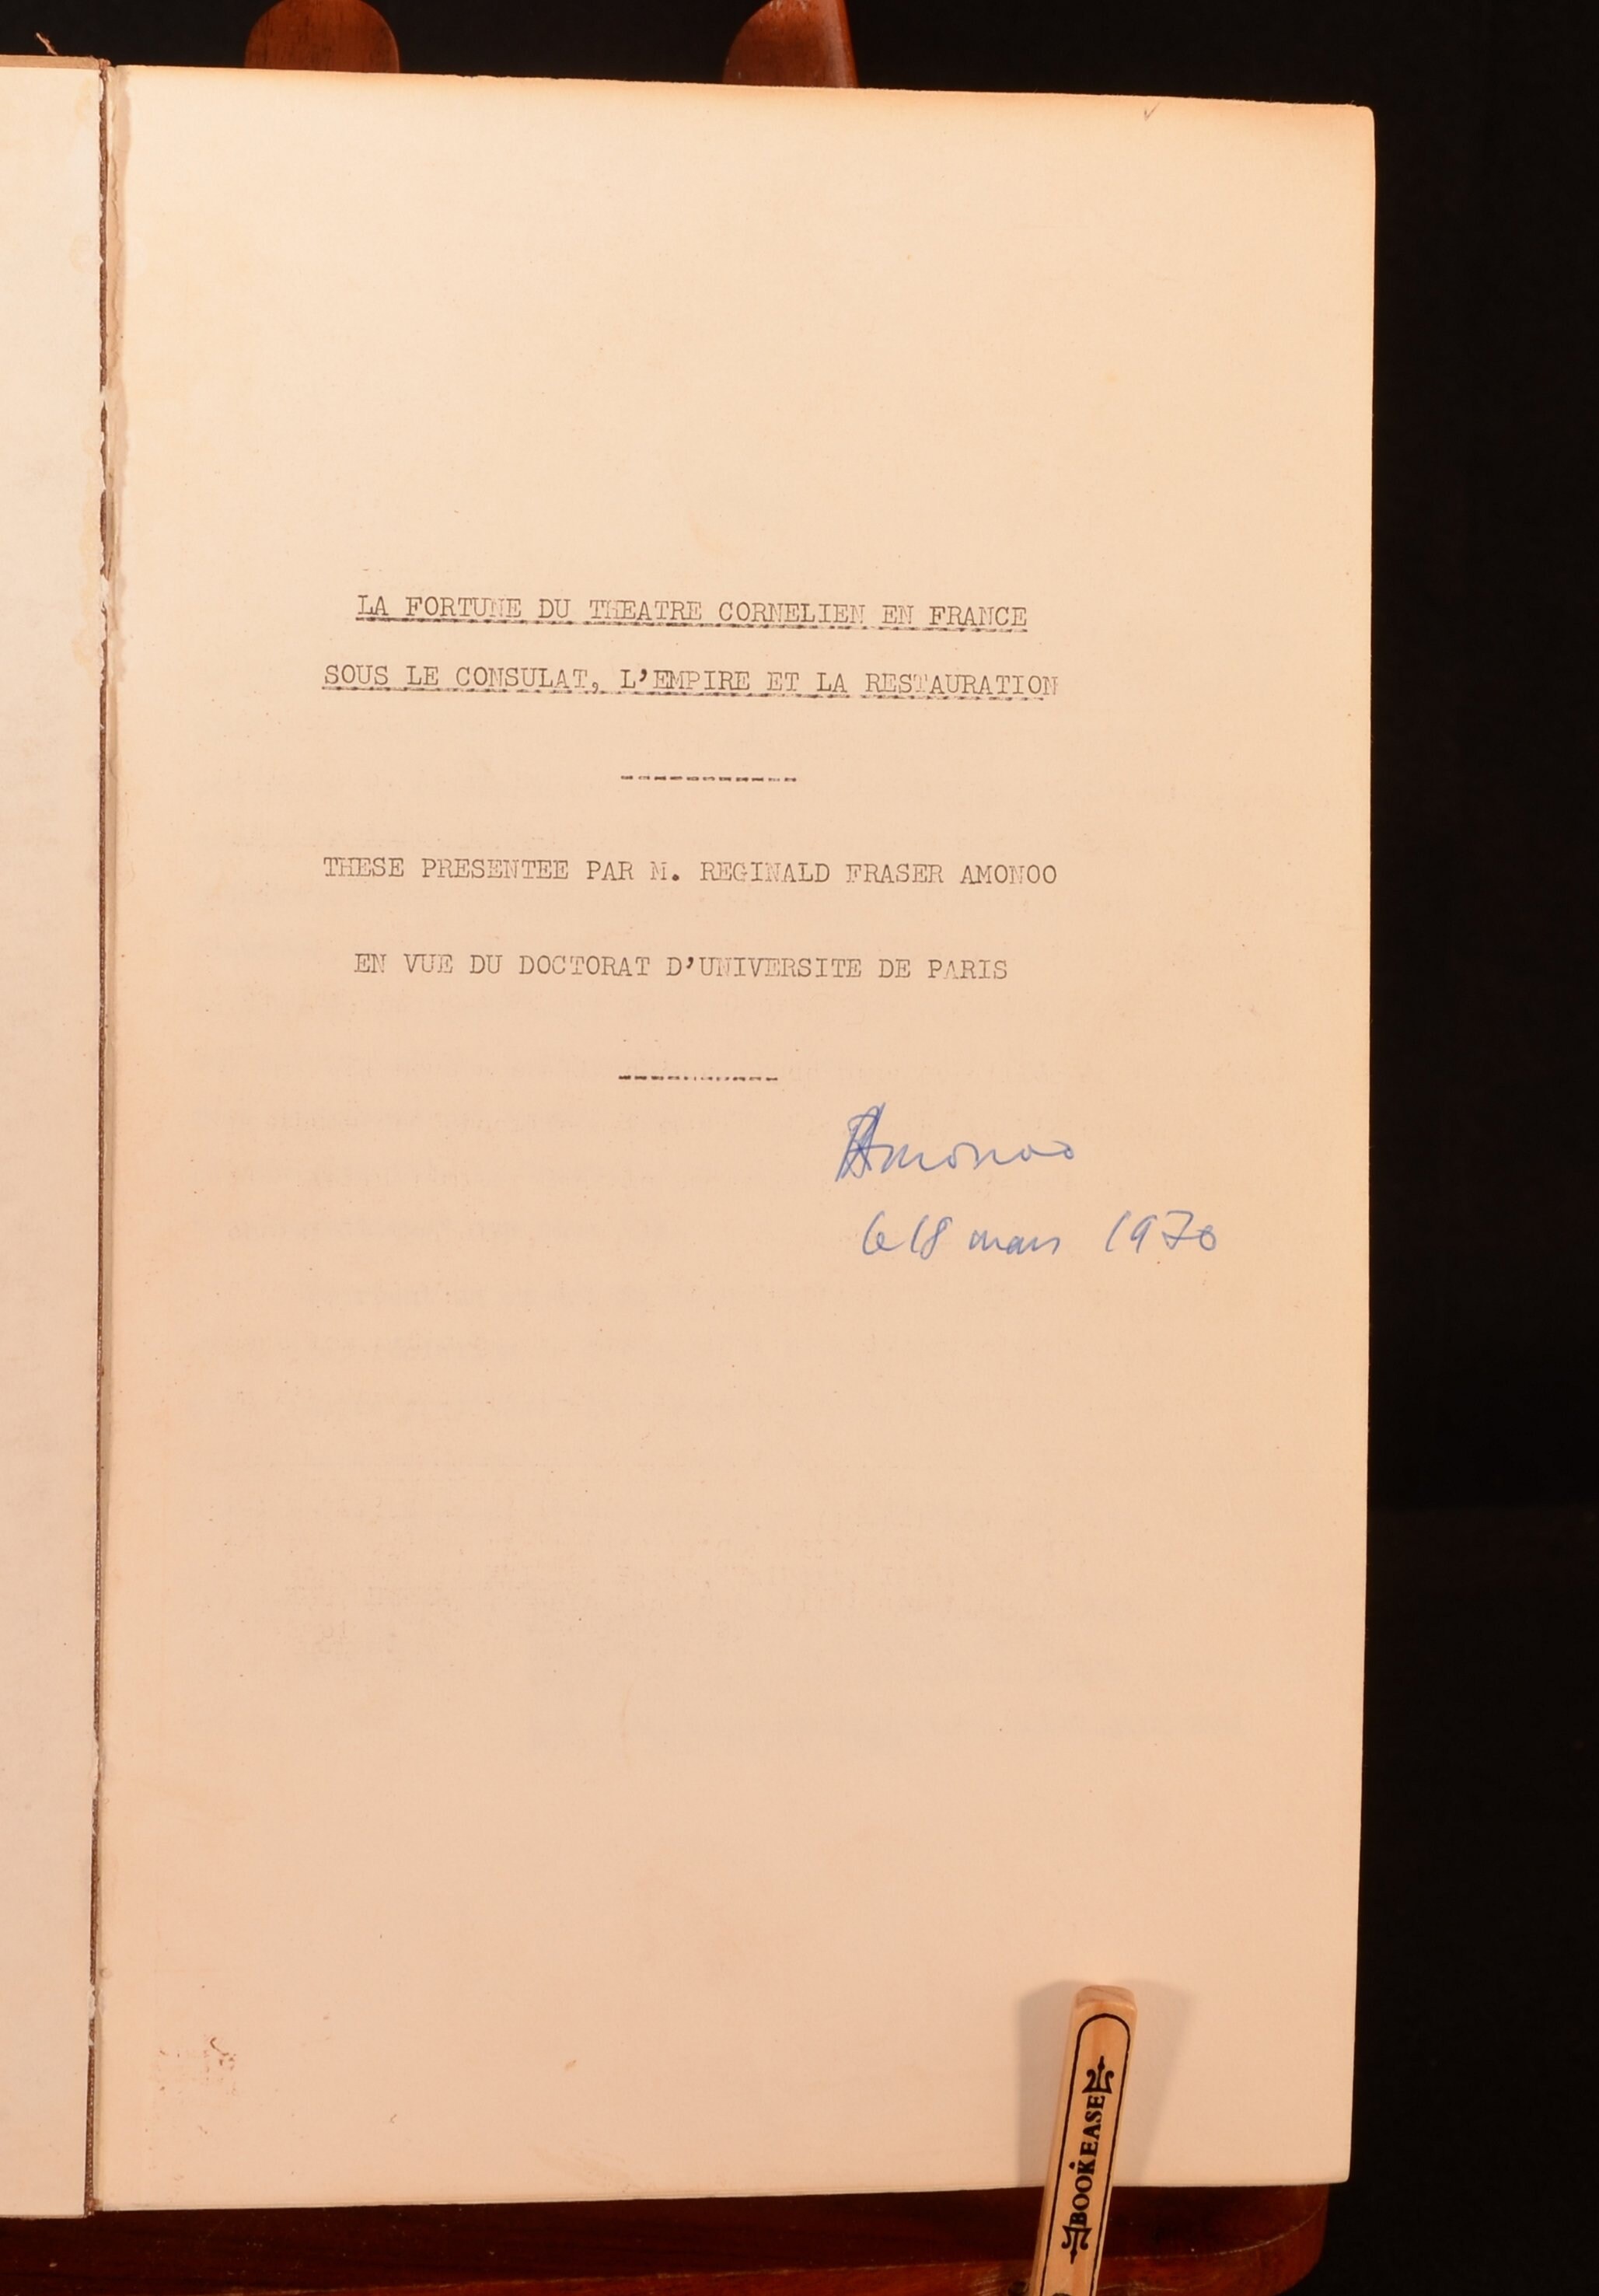 LA FORTUNE DU THEATRE CORNELIEN EN FRANCE
SOUS LE CONSULAT, L'EMPIRE ET LA RESTAURATION
THESE PRESENTEE PAR M. REGINALD FRASER AMONOO
EN VUE DU DOCTORAT D'UNIVERSITE DE PARIS
RAmonoo
le 18 mars 1970
BOOKEASE